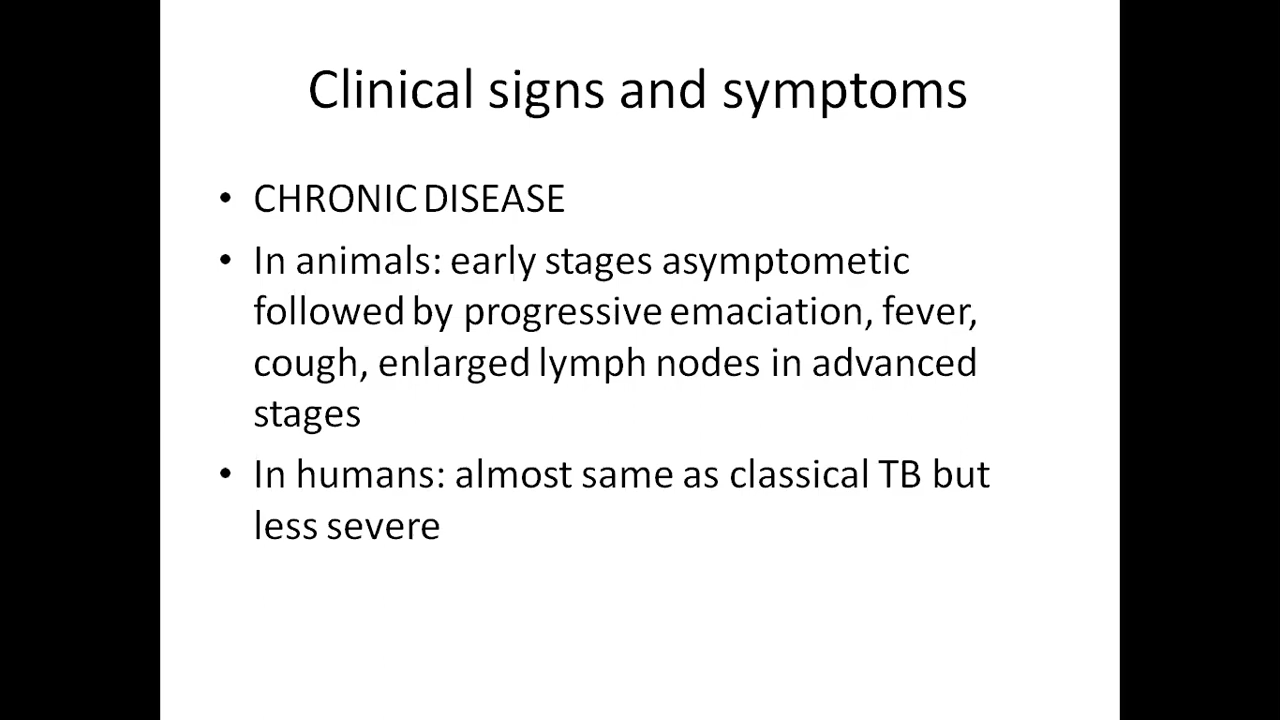 Clinical signs and symptoms
• CHRONIC DISEASE
• In animals: early stages asymptometic
followed by progressive emaciation, fever,
cough, enlarged lymph nodes in advanced
stages
• In humans: almost same as classical TB but
less severe